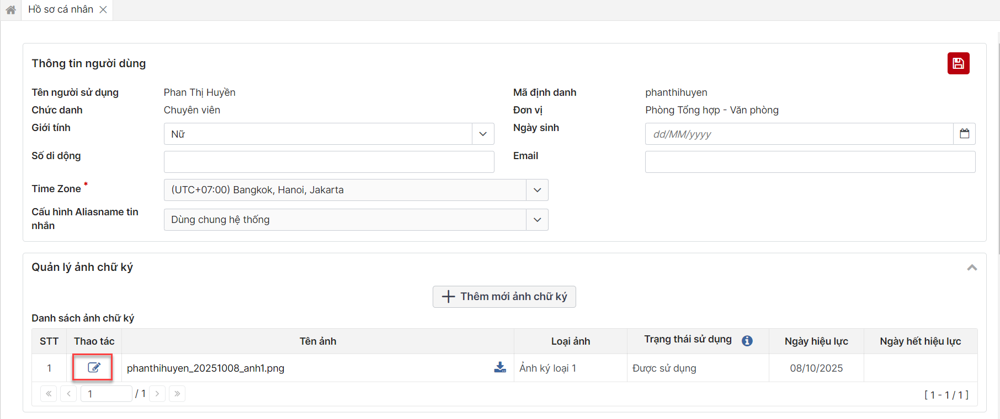 Hồ sơ cá nhân
Thông tin người dùng
Tên người sử dụng Phan Thị Huyền Mã định danh phanthihuyen
Chức danh Chuyên viên Đơn vị Phòng Tổng hợp - Văn phòng
Giới tính Nữ Ngày sinh dd/MM/yyyy
Số di động Email
Time Zone * (UTC+07:00) Bangkok, Hanoi, Jakarta
Cấu hình Aliasname tin nhắn Dùng chung hệ thống
Quản lý ảnh chữ ký
Thêm mới ảnh chữ ký
Danh sách ảnh chữ ký
STT Thao tác Tên ảnh Loại ảnh Trạng thái sử dụng Ngày hiệu lực Ngày hết hiệu lực
1 phanthihuyen_20251008_anh1.png Ảnh ký loại 1 Được sử dụng 08/10/2025
« ‹ 1 / 1 › » [ 1 - 1 / 1 ]